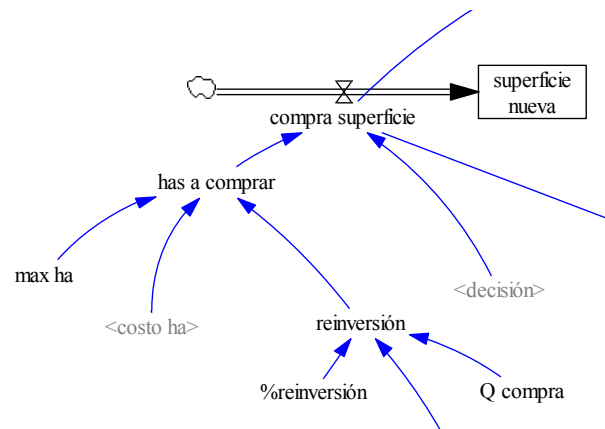 superficie
nueva
compra superficie
has a comprar
max ha
<decisión>
<costo ha>
reinversión
%reinversión
Q compra